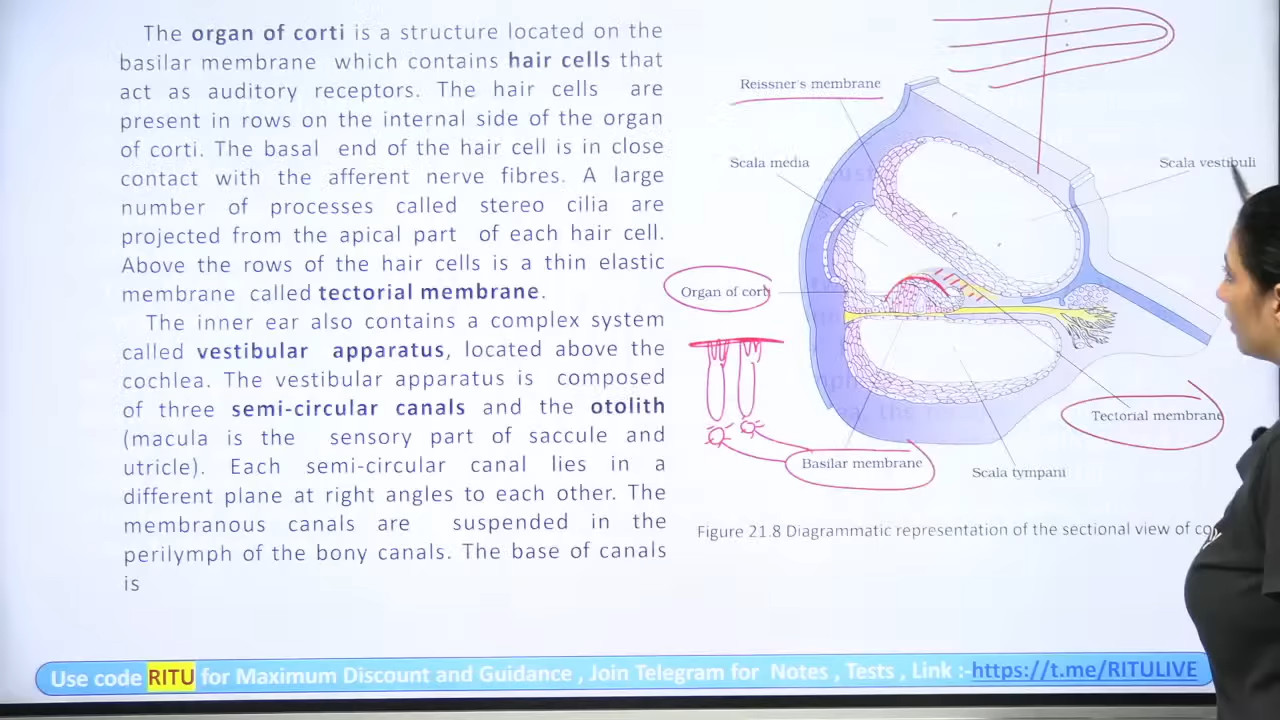 The organ of corti is a structure located on the
basilar membrane which contains hair cells that
act as auditory receptors. The hair cells are
present in rows on the internal side of the organ
of corti. The basal end of the hair cell is in close
contact with the afferent nerve fibres. A large
number of processes called stereo cilia are
projected from the apical part of each hair cell.
Above the rows of the hair cells is a thin elastic
membrane called tectorial membrane.
The inner ear also contains a complex system
called vestibular apparatus, located above the
cochlea. The vestibular apparatus is composed
of three semi-circular canals and the otolith
(macula is the sensory part of saccule and
utricle). Each semi-circular canal lies in a
different plane at right angles to each other. The
membranous canals are suspended in the
perilymph of the bony canals. The base of canals
is
Reissner's membrane
Scala media
Scala vestibuli
Organ of corti
Tectorial membrane
Basilar membrane
Scala tympani
Figure 21.8 Diagrammatic representation of the sectional view of
Use code RITU for Maximum Discount and Guidance , Join Telegram for Notes , Tests , Link :-https://t.me/RITULIVE